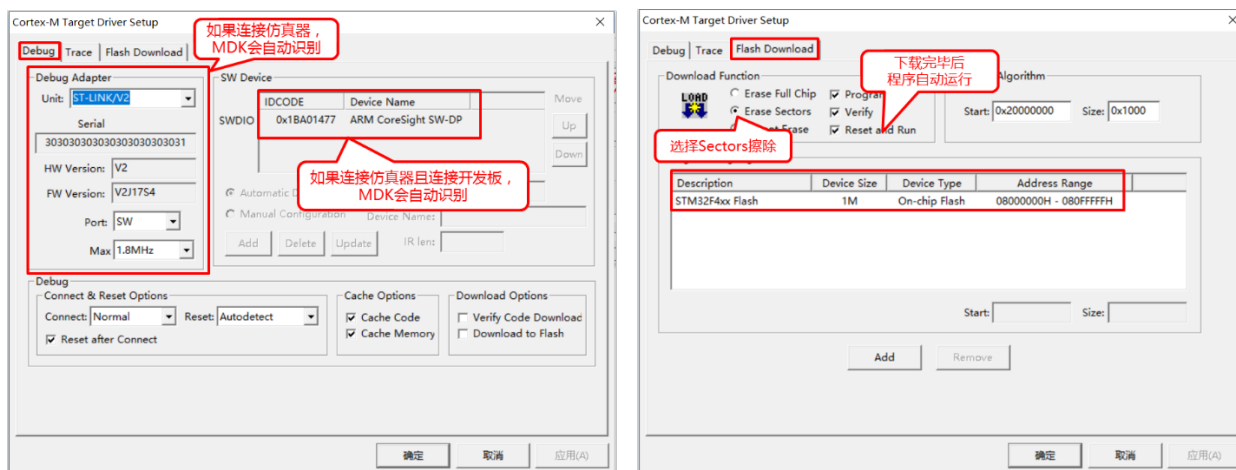 Cortex-M Target Driver Setup
如果连接仿真器，
MDK会自动识别
Debug Trace Flash Download
Debug Adapter
Unit: ST-LINK/V2
Serial
303030303030303030303031
HW Version: V2
FW Version: V2J17S4
Port: SW
Max 1.8MHz
SW Device
IDCODE Device Name
SWDIO 0x1BA01477 ARM CoreSight SW-DP
Move
Up
Down
如果连接仿真器且连接开发板，
MDK会自动识别
Automatic D
Manual Configuration Device Name:
Add Delete Update IR len:
Debug
Connect & Reset Options
Connect: Normal Reset: Autodetect
Reset after Connect
Cache Options
Cache Code
Cache Memory
Download Options
Verify Code Download
Download to Flash
确定 取消 应用(A)
Cortex-M Target Driver Setup
Debug Trace Flash Download
下载完毕后
程序自动运行
Download Function
LOAD
Erase Full Chip
Erase Sectors
Erase
Program
Verify
Reset and Run
Algorithm
Start: 0x20000000 Size: 0x1000
选择Sectors擦除
Description Device Size Device Type Address Range
STM32F4xx Flash 1M On-chip Flash 08000000H - 080FFFFFH
Start: Size:
Add Remove
确定 取消 应用(A)